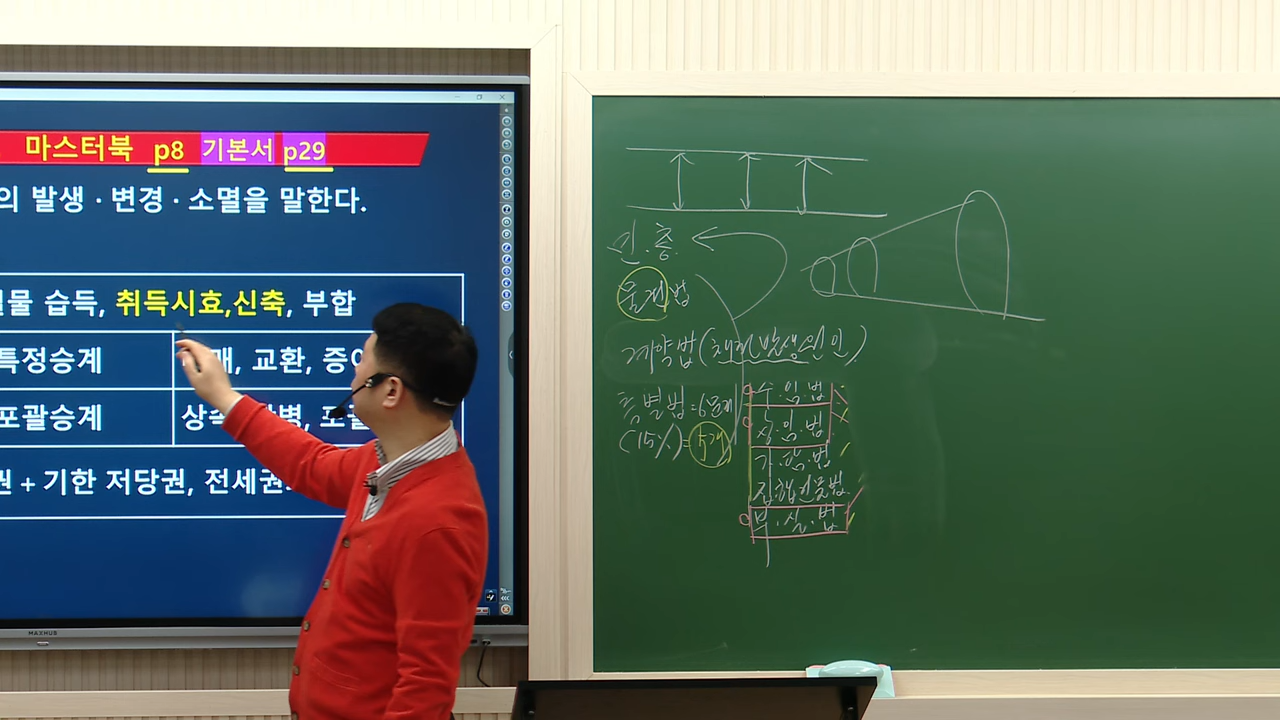 마스터북 p8 기본서 p29
의 발생·변경·소멸을 말한다.
물 습득, 취득시효,신축, 부합
특정승계
매, 교환, 증여
포괄승계
상속
권 + 기한 저당권, 전세권
MAXHUB
민.총
물권법
계약법(채권발생원인)
특별법=6문제
(15%)=5개
주.임.법
상.임.법
가.담.법
집합건물법
부.실.법